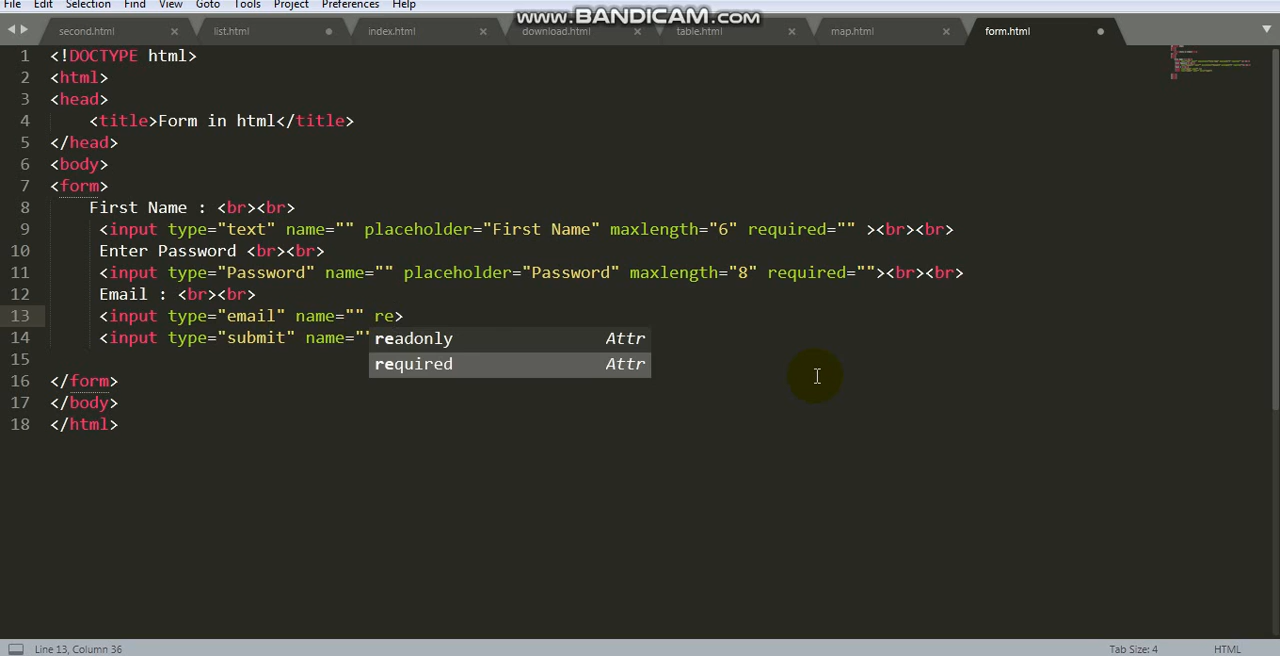 File Edit Selection Find View Goto Tools Project Preferences Help
www.BANDICAM.com
second.html list.html index.html download.html table.html map.html form.html
1 <!DOCTYPE html>
2 <html>
3 <head>
4 <title>Form in html</title>
5 </head>
6 <body>
7 <form>
8 First Name : <br><br>
9 <input type="text" name="" placeholder="First Name" maxlength="6" required="" ><br><br>
10 Enter Password <br><br>
11 <input type="Password" name="" placeholder="Password" maxlength="8" required=""><br><br>
12 Email : <br><br>
13 <input type="email" name="" re>
14 <input type="submit" name=""
readonly Attr
required Attr
15
16 </form>
17 </body>
18 </html>
Line 13, Column 36 Tab Size: 4 HTML